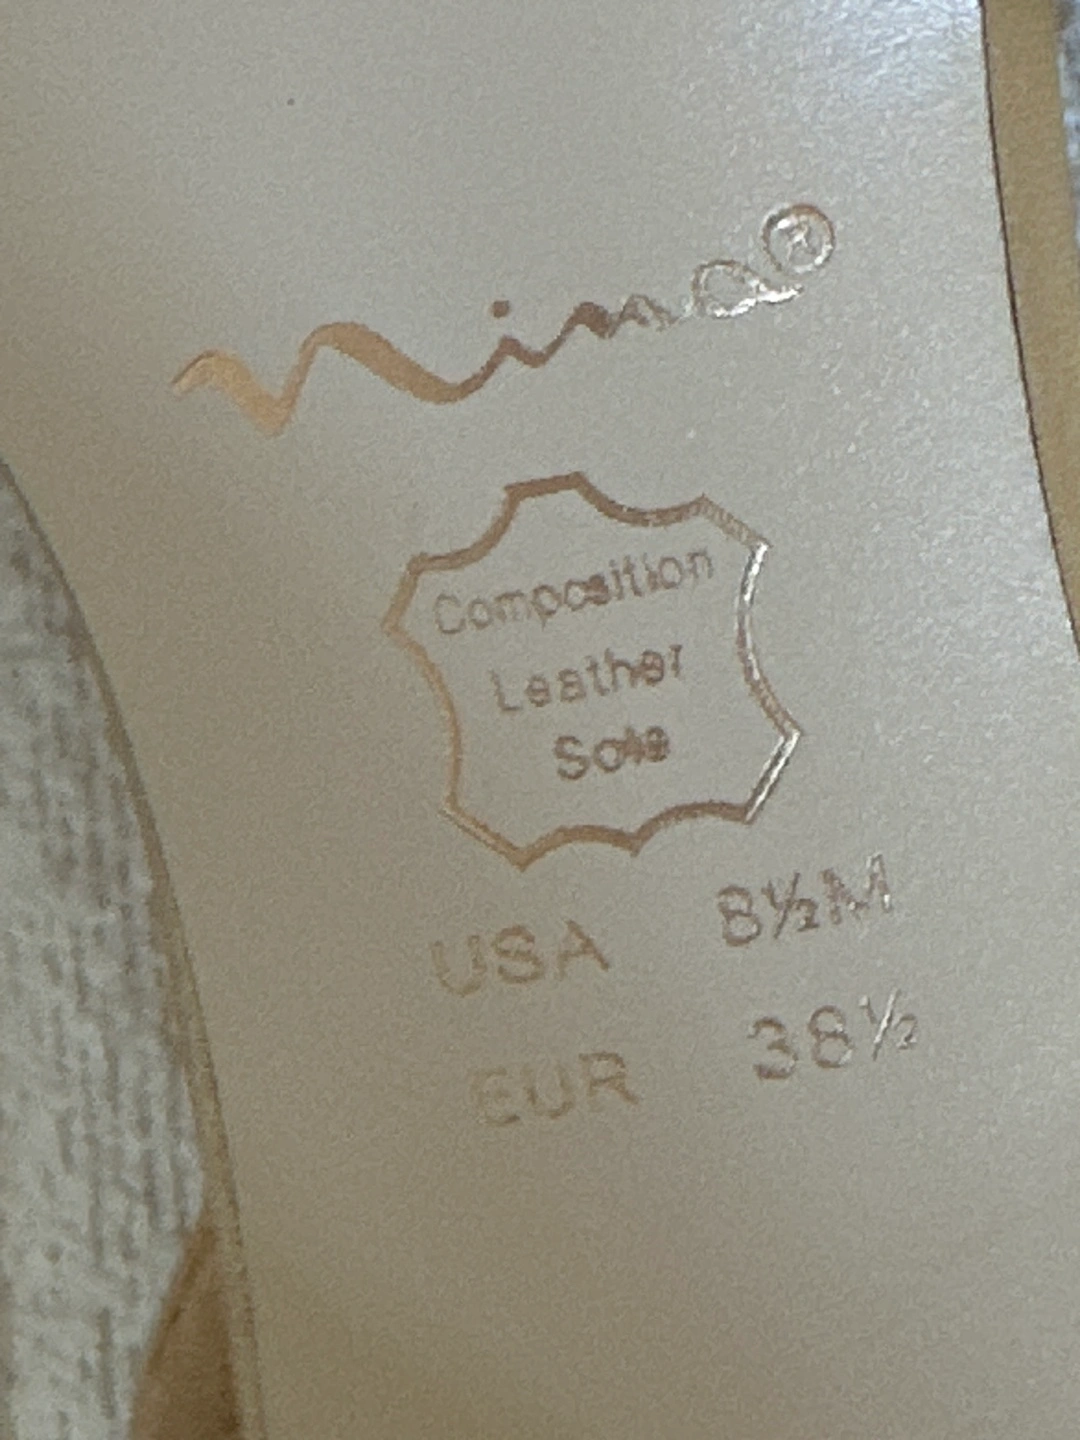 Nina®
Composition
Leather
Sole
USA 8½M
EUR 38½